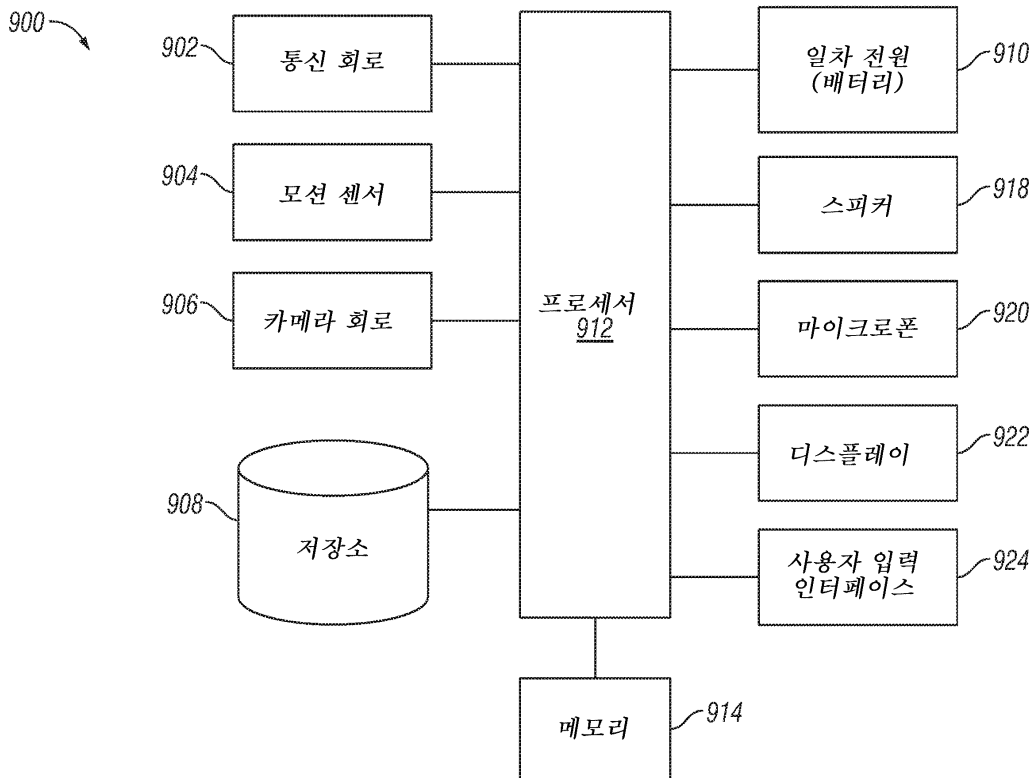 900
902
통신 회로
904
모션 센서
906
카메라 회로
908
저장소
프로세서
912
메모리
914
일차 전원
(배터리)
910
스피커
918
마이크로폰
920
디스플레이
922
사용자 입력
인터페이스
924